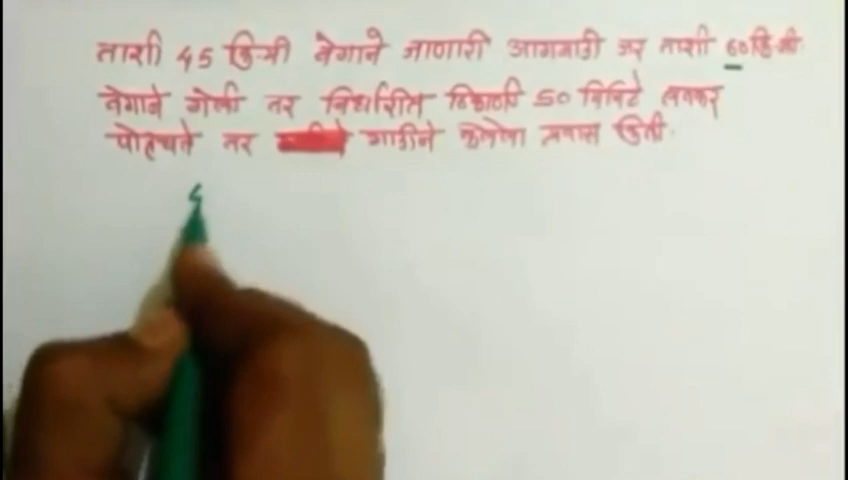 ताशी 45 कि.मी वेगाने जाणारी आगगाडी जर ताशी 60 कि.मी.
वेगाने गेली तर निर्धारित ठिकाणी 50 मिनिटे लवकर
पोहचते तर गाडीने केलेला प्रवास किती.